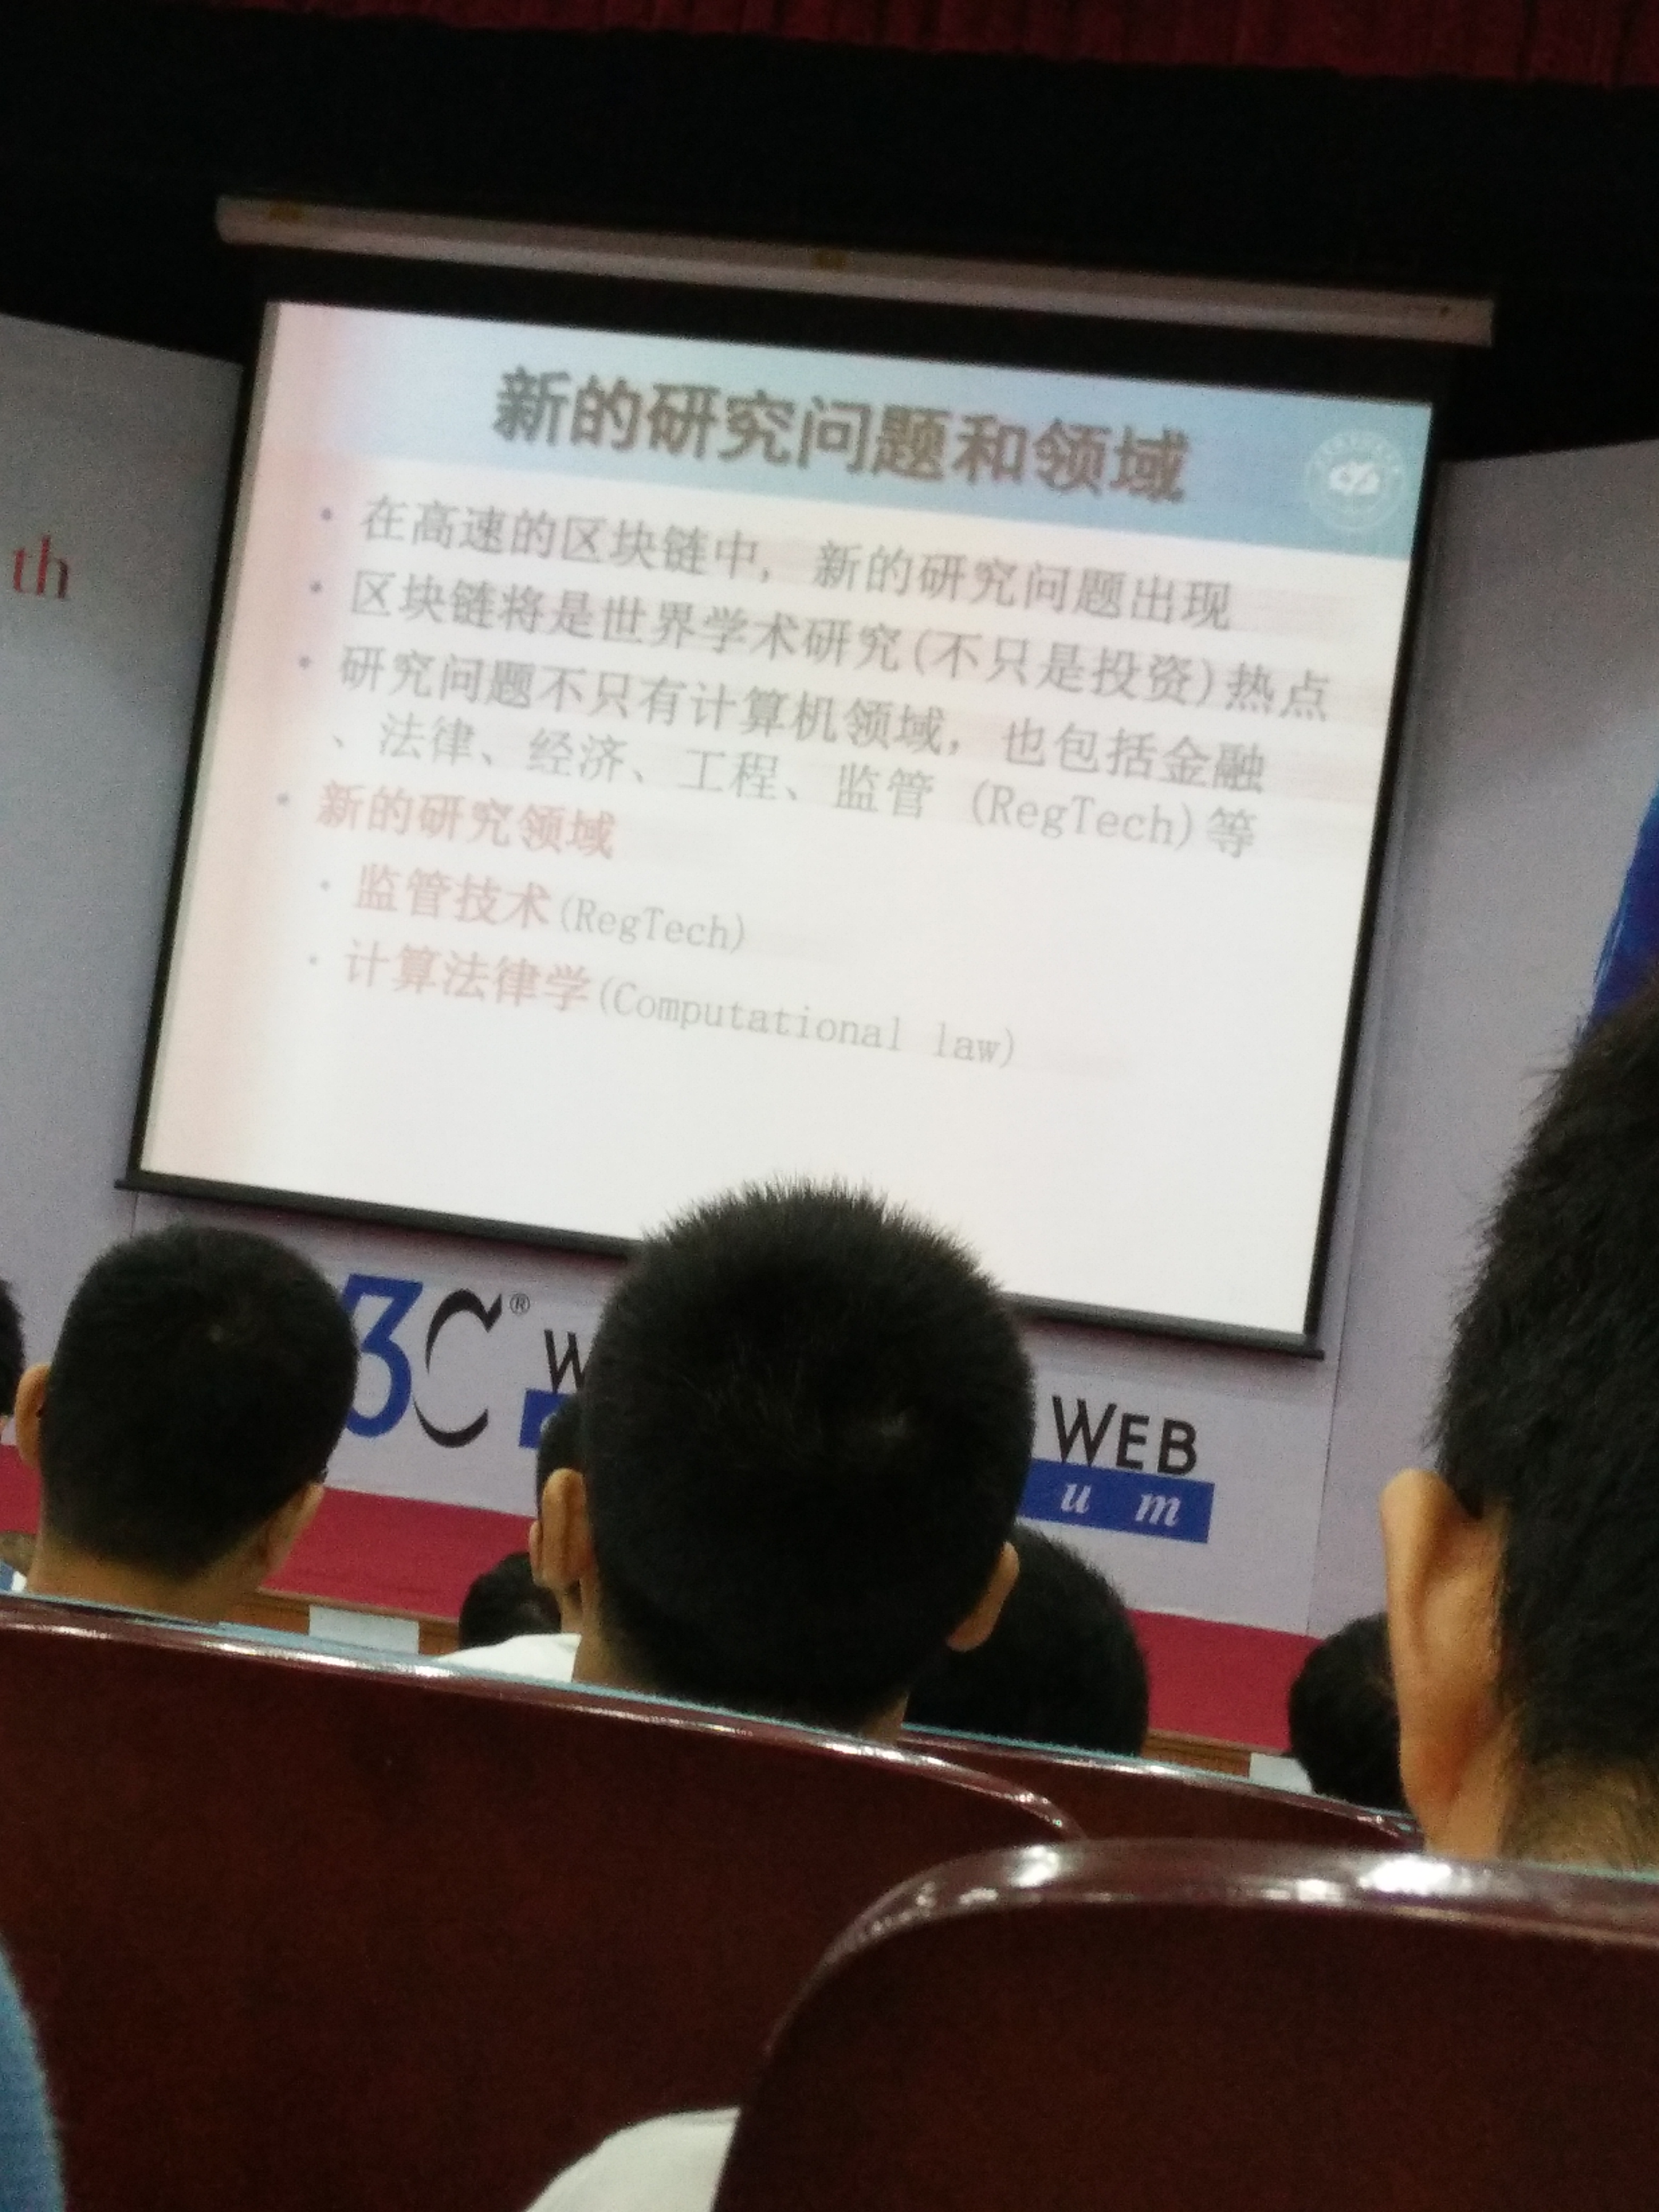 新的研究问题和领域
• 在高速的区块链中，新的研究问题出现
• 区块链将是世界学术研究(不只是投资)热点
• 研究问题不只有计算机领域，也包括金融
、法律、经济、工程、监管 (RegTech)等
• 新的研究领域
• 监管技术(RegTech)
• 计算法律学(Computational law)
th
3C®
WEB
u m